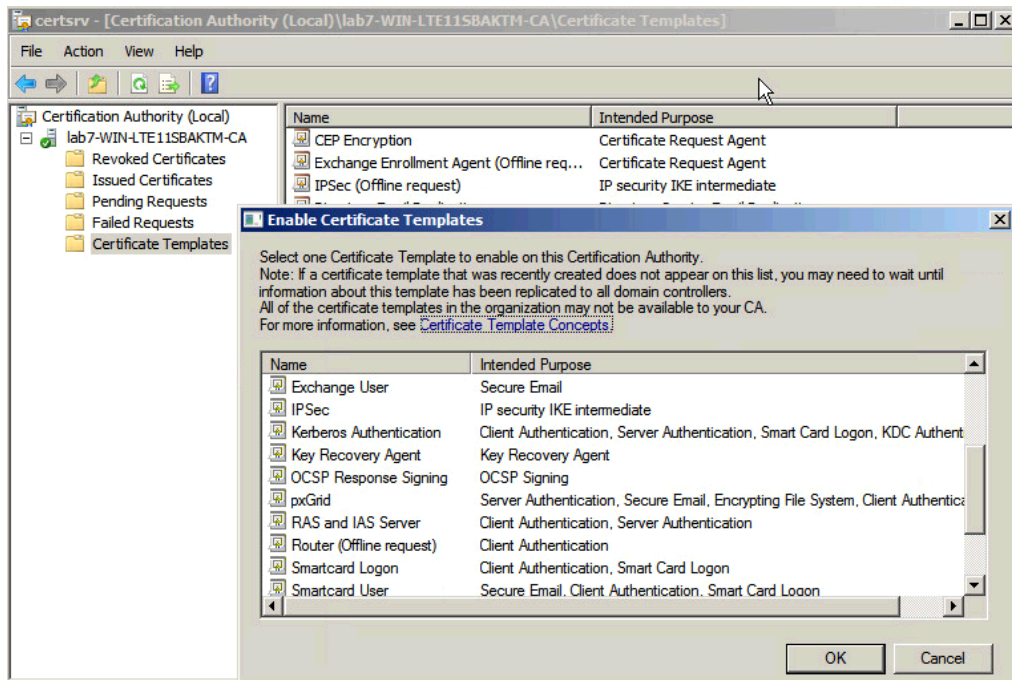 certsrv - [Certification Authority (Local)\lab7-WIN-LTE11SBAKTM-CA\Certificate Templates]
File Action View Help
Certification Authority (Local)
lab7-WIN-LTE11SBAKTM-CA
Revoked Certificates
Issued Certificates
Pending Requests
Failed Requests
Certificate Templates
Name Intended Purpose
CEP Encryption Certificate Request Agent
Exchange Enrollment Agent (Offline req... Certificate Request Agent
IPSec (Offline request) IP security IKE intermediate
Enable Certificate Templates
Select one Certificate Template to enable on this Certification Authority.
Note: If a certificate template that was recently created does not appear on this list, you may need to wait until
information about this template has been replicated to all domain controllers.
All of the certificate templates in the organization may not be available to your CA.
For more information, see Certificate Template Concepts.
Name Intended Purpose
Exchange User Secure Email
IPSec IP security IKE intermediate
Kerberos Authentication Client Authentication, Server Authentication, Smart Card Logon, KDC Authent
Key Recovery Agent Key Recovery Agent
OCSP Response Signing OCSP Signing
pxGrid Server Authentication, Secure Email, Encrypting File System, Client Authentica
RAS and IAS Server Client Authentication, Server Authentication
Router (Offline request) Client Authentication
Smartcard Logon Client Authentication, Smart Card Logon
Smartcard User Secure Email, Client Authentication, Smart Card Logon
OK Cancel